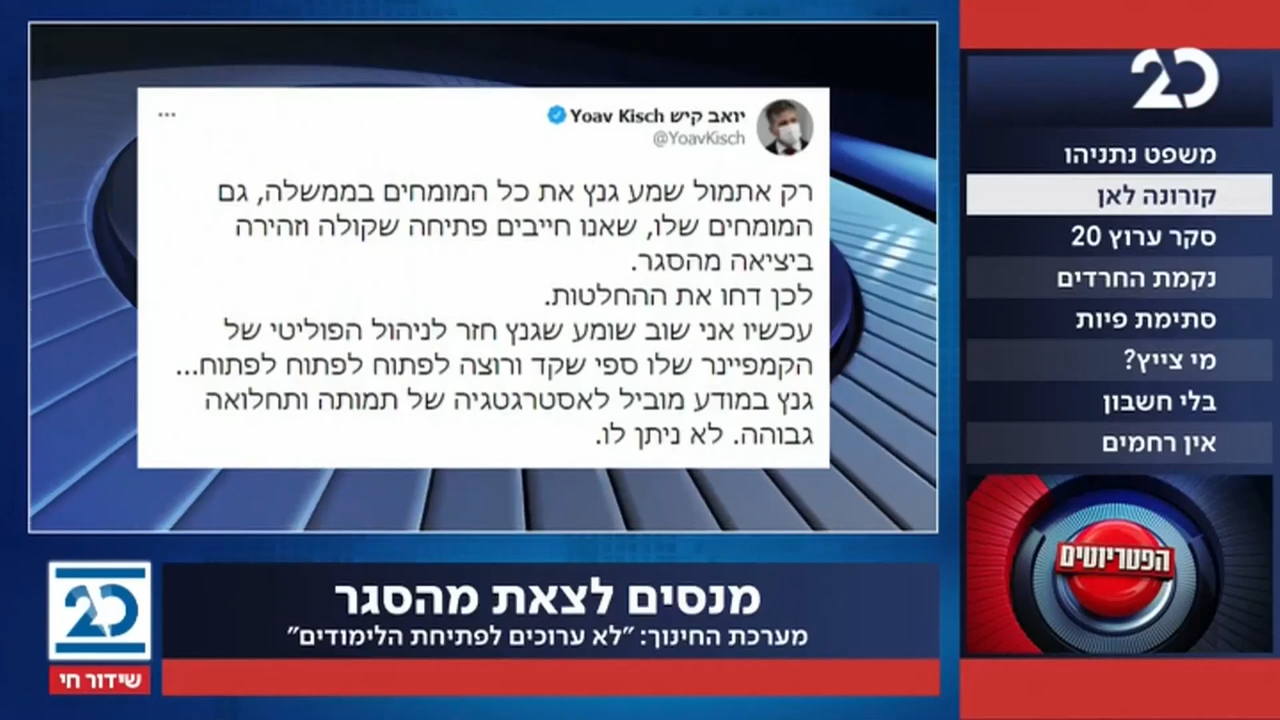 יואב קיש Yoav Kisch
@YoavKisch
...
רק אתמול שמע גנץ את כל המומחים בממשלה, גם
המומחים שלו, שאנו חייבים פתיחה שקולה וזהירה
ביציאה מהסגר.
לכן דחו את ההחלטות.
עכשיו אני שוב שומע שגנץ חזר לניהול הפוליטי של
הקמפיינר שלו ספי שקד ורוצה לפתוח לפתוח לפתוח...
גנץ במודע מוביל לאסטרגטגיה של תמותה ותחלואה
גבוהה. לא ניתן לו.
20
משפט נתניהו
קורונה לאן
סקר ערוץ 20
נקמת החרדים
סתימת פיות
מי צייץ?
בלי חשבון
אין רחמים
הפטריוטים
מנסים לצאת מהסגר
מערכת החינוך: "לא ערוכים לפתיחת הלימודים"
20
שידור חי